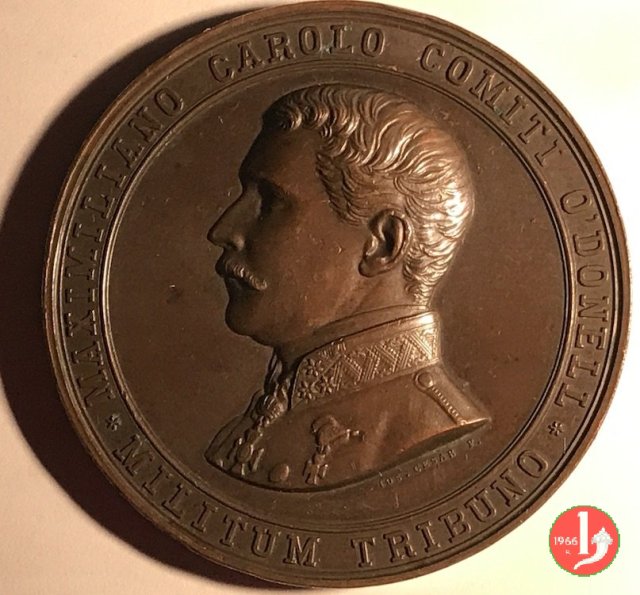 MAXIMILIANO CAROLO COMITI O'DONELL
* MILITUM TRIBUNO *
IOS. CESAR F.
1966